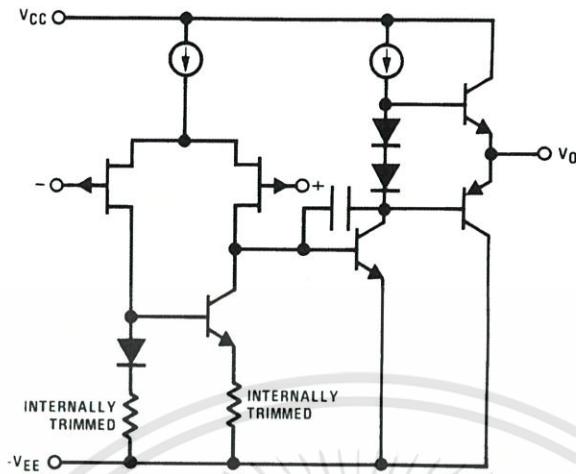 VCC
VO
-
+
INTERNALLY
TRIMMED
INTERNALLY
TRIMMED
-VEE